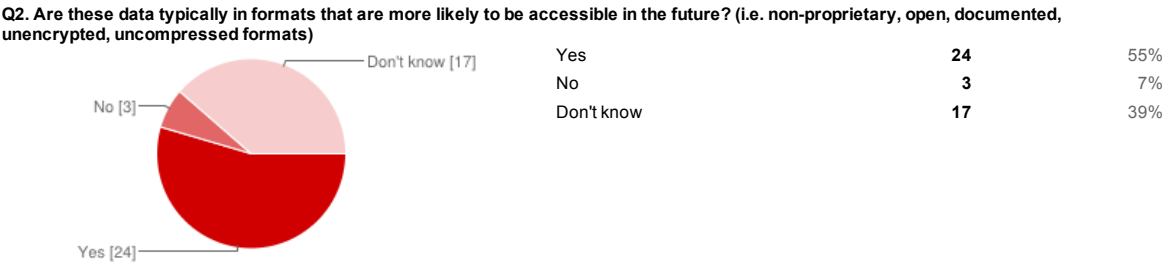 Q2. Are these data typically in formats that are more likely to be accessible in the future? (i.e. non-proprietary, open, documented,
unencrypted, uncompressed formats)
Don't know [17]
No [3]
Yes [24]
Yes 24 55%
No 3 7%
Don't know 17 39%